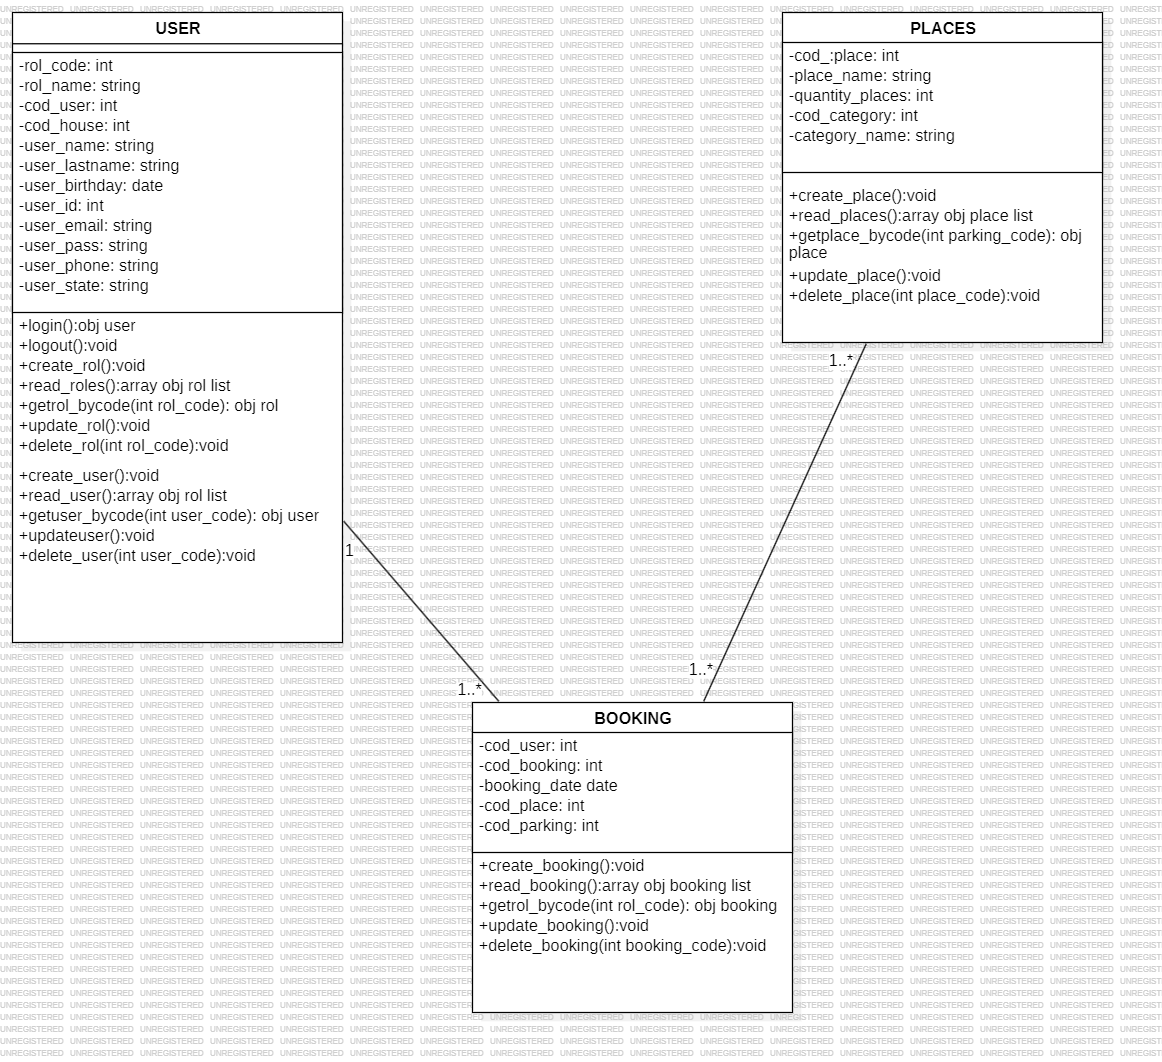 USER
-rol_code: int
-rol_name: string
-cod_user: int
-cod_house: int
-user_name: string
-user_lastname: string
-user_birthday: date
-user_id: int
-user_email: string
-user_pass: string
-user_phone: string
-user_state: string
+login():obj user
+logout():void
+create_rol():void
+read_roles():array obj rol list
+getrol_bycode(int rol_code): obj rol
+update_rol():void
+delete_rol(int rol_code):void
+create_user():void
+read_user():array obj rol list
+getuser_bycode(int user_code): obj user
+updateuser():void
+delete_user(int user_code):void
PLACES
-cod_:place: int
-place_name: string
-quantity_places: int
-cod_category: int
-category_name: string
+create_place():void
+read_places():array obj place list
+getplace_bycode(int parking_code): obj
place
+update_place():void
+delete_place(int place_code):void
1..*
1
1..*
1..*
BOOKING
-cod_user: int
-cod_booking: int
-booking_date date
-cod_place: int
-cod_parking: int
+create_booking():void
+read_booking():array obj booking list
+getrol_bycode(int rol_code): obj booking
+update_booking():void
+delete_booking(int booking_code):void
UNREGISTERED